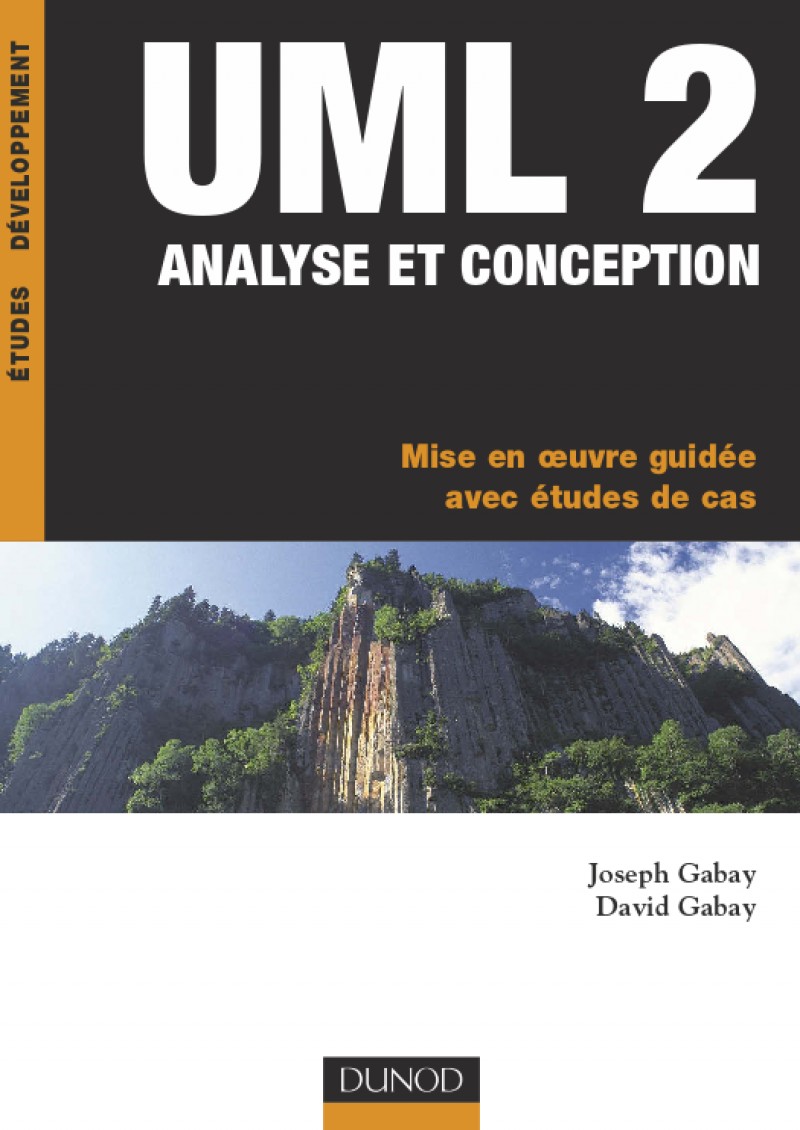 ÉTUDES DÉVELOPPEMENT
UML 2
ANALYSE ET CONCEPTION
Mise en œuvre guidée
avec études de cas
Joseph Gabay
David Gabay
DUNOD